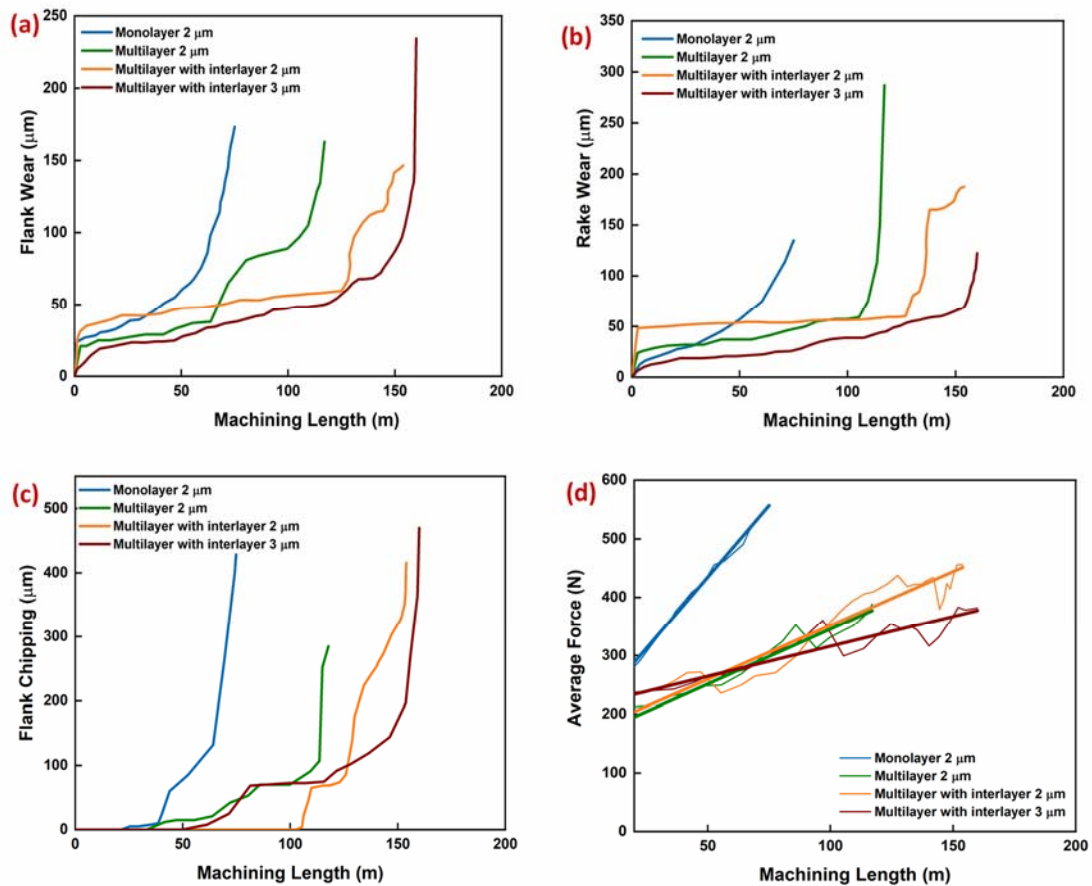 (a)
Monolayer 2 μm
Multilayer 2 μm
Multilayer with interlayer 2 μm
Multilayer with interlayer 3 μm
250
200
150
100
50
0
Flank Wear (μm)
0 50 100 150 200
Machining Length (m)
(b)
Monolayer 2 μm
Multilayer 2 μm
Multilayer with interlayer 2 μm
Multilayer with interlayer 3 μm
350
300
250
200
150
100
50
0
Rake Wear (μm)
0 50 100 150 200
Machining Length (m)
(c)
Monolayer 2 μm
Multilayer 2 μm
Multilayer with interlayer 2 μm
Multilayer with interlayer 3 μm
500
400
300
200
100
0
Flank Chipping (μm)
0 50 100 150 200
Machining Length (m)
(d)
600
500
400
300
200
100
0
Average Force (N)
Monolayer 2 μm
Multilayer 2 μm
Multilayer with interlayer 2 μm
Multilayer with interlayer 3 μm
50 100 150 200
Machining Length (m)